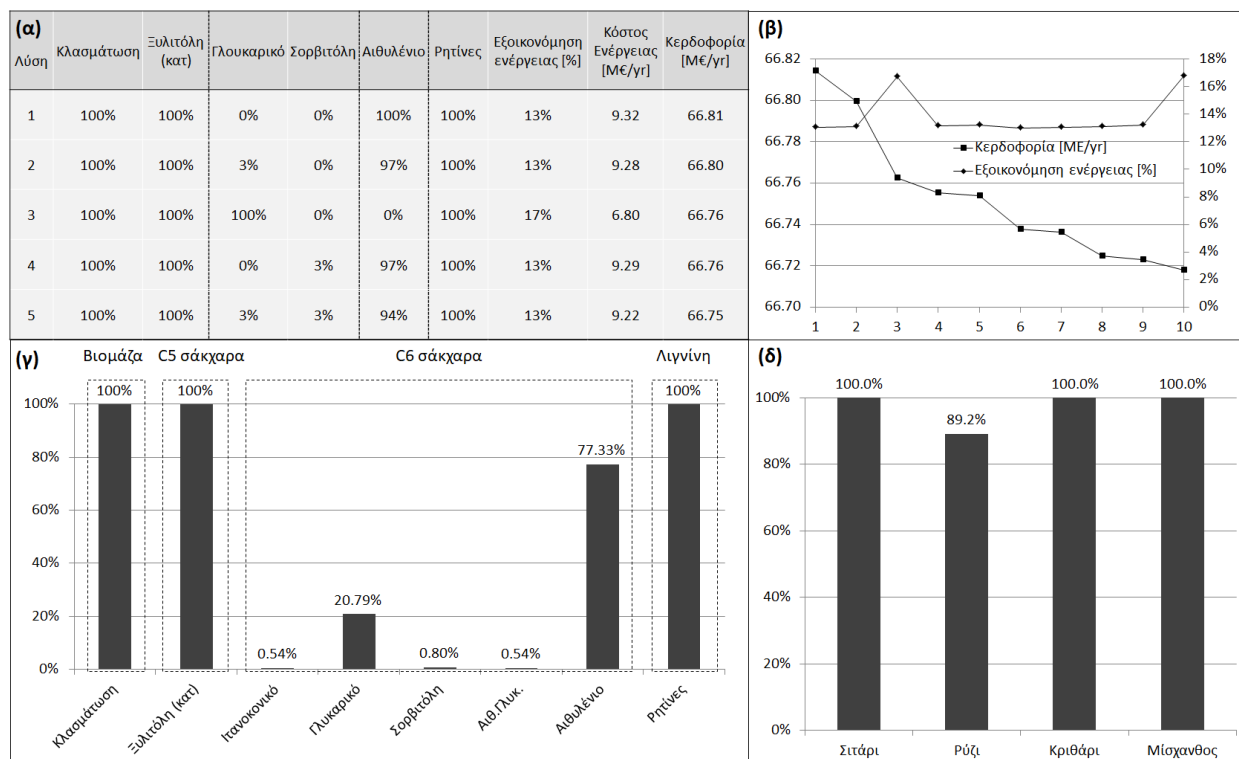 (α)
Λύση Κλασμάτωση Ξυλιτόλη (κατ) Γλουκαρικό Σορβιτόλη Αιθυλένιο Ρητίνες Εξοικονόμηση ενέργειας [%] Κόστος Ενέργειας [M€/yr] Κερδοφορία [M€/yr]
1 100% 100% 0% 0% 100% 100% 13% 9.32 66.81
2 100% 100% 3% 0% 97% 100% 13% 9.28 66.80
3 100% 100% 100% 0% 0% 100% 17% 6.80 66.76
4 100% 100% 0% 3% 97% 100% 13% 9.29 66.76
5 100% 100% 3% 3% 94% 100% 13% 9.22 66.75
(β)
66.82
66.80
66.78
66.76
66.74
66.72
66.70
18%
16%
14%
12%
10%
8%
6%
4%
2%
0%
Κερδοφορία [ME/yr]
Εξοικονόμηση ενέργειας [%]
1 2 3 4 5 6 7 8 9 10
(γ)
Βιομάζα C5 σάκχαρα C6 σάκχαρα Λιγνίνη
100% 100% 100%
77.33%
20.79%
0.54% 0.80% 0.54%
100%
80%
60%
40%
20%
0%
Κλασμάτωση
Ξυλιτόλη (κατ)
Ιτανοκονικό
Γλυκαρικό
Σορβιτόλη
Αιθ.Γλυκ.
Αιθυλένιο
Ρητίνες
(δ)
100.0% 89.2% 100.0% 100.0%
100%
80%
60%
40%
20%
0%
Σιτάρι Ρύζι Κριθάρι Μίσχανθος